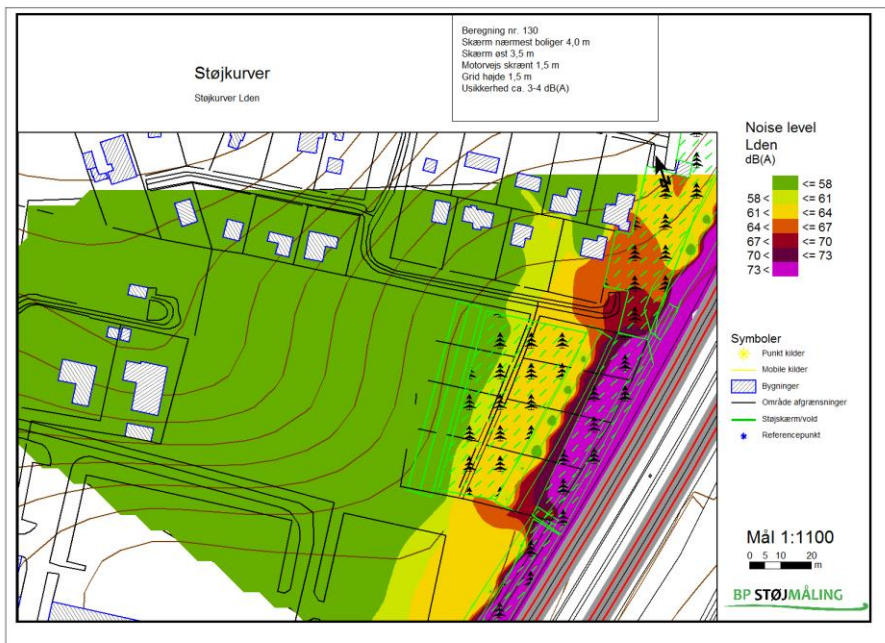 Støjkurver
Støjkurver Lden
Beregning nr. 130
Skærm nærmest boliger 4,0 m
Skærm øst 3,5 m
Motorvejs skrænt 1,5 m
Grid højde 1,5 m
Usikkerhed ca. 3-4 dB(A)
Noise level
Lden
dB(A)
<= 58
58 < <= 61
61 < <= 64
64 < <= 67
67 < <= 70
70 < <= 73
73 <
Symboler
Punkt kilder
Mobile kilder
Bygninger
Område afgrænsninger
Støjskærm/vold
Referencepunkt
Mål 1:1100
0 5 10 20
m
BP STØJMÅLING